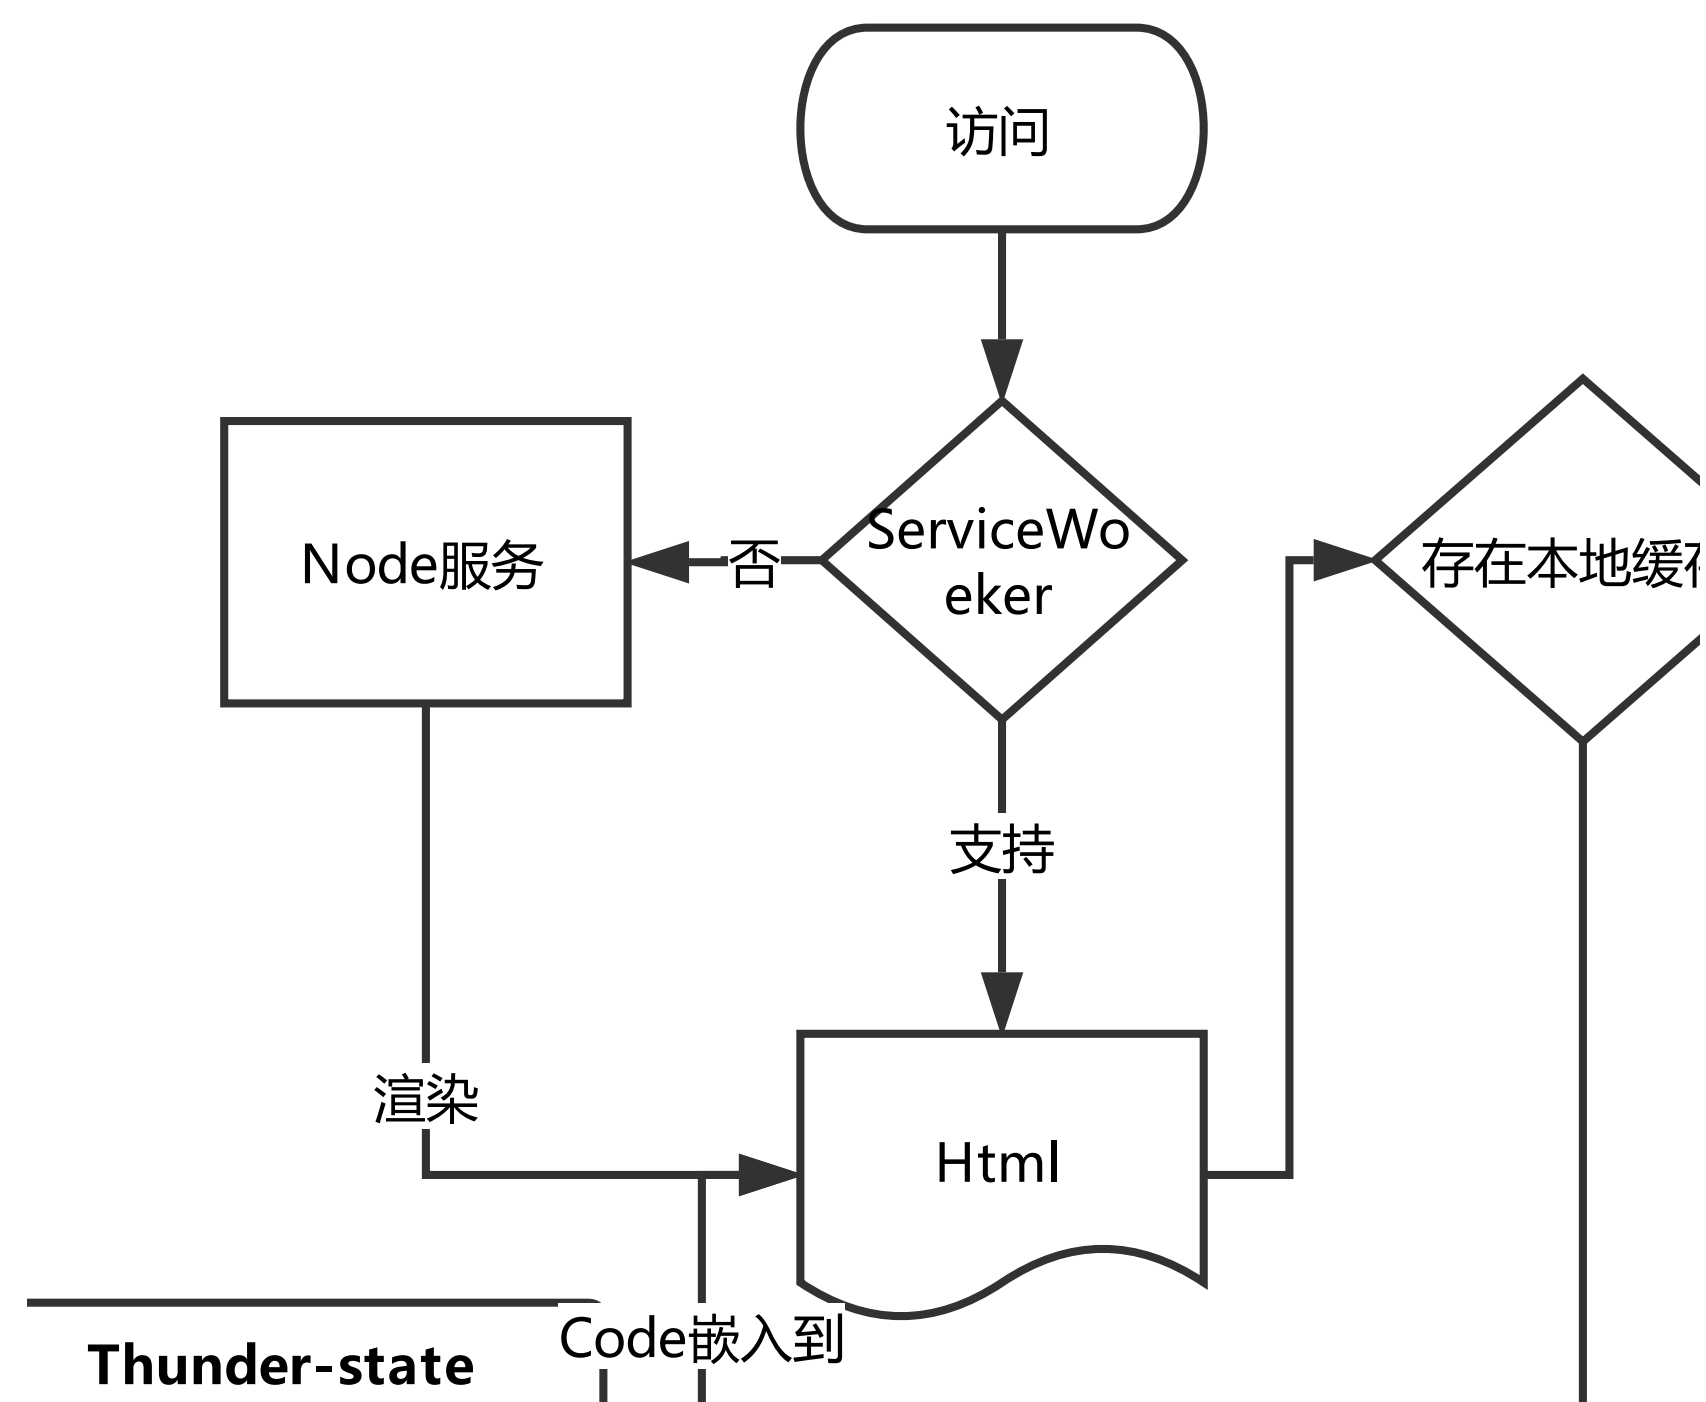 访问
Node服务
否
ServiceWo
eker
存在本地缓存
支持
渲染
Html
Code嵌入到
Thunder-state